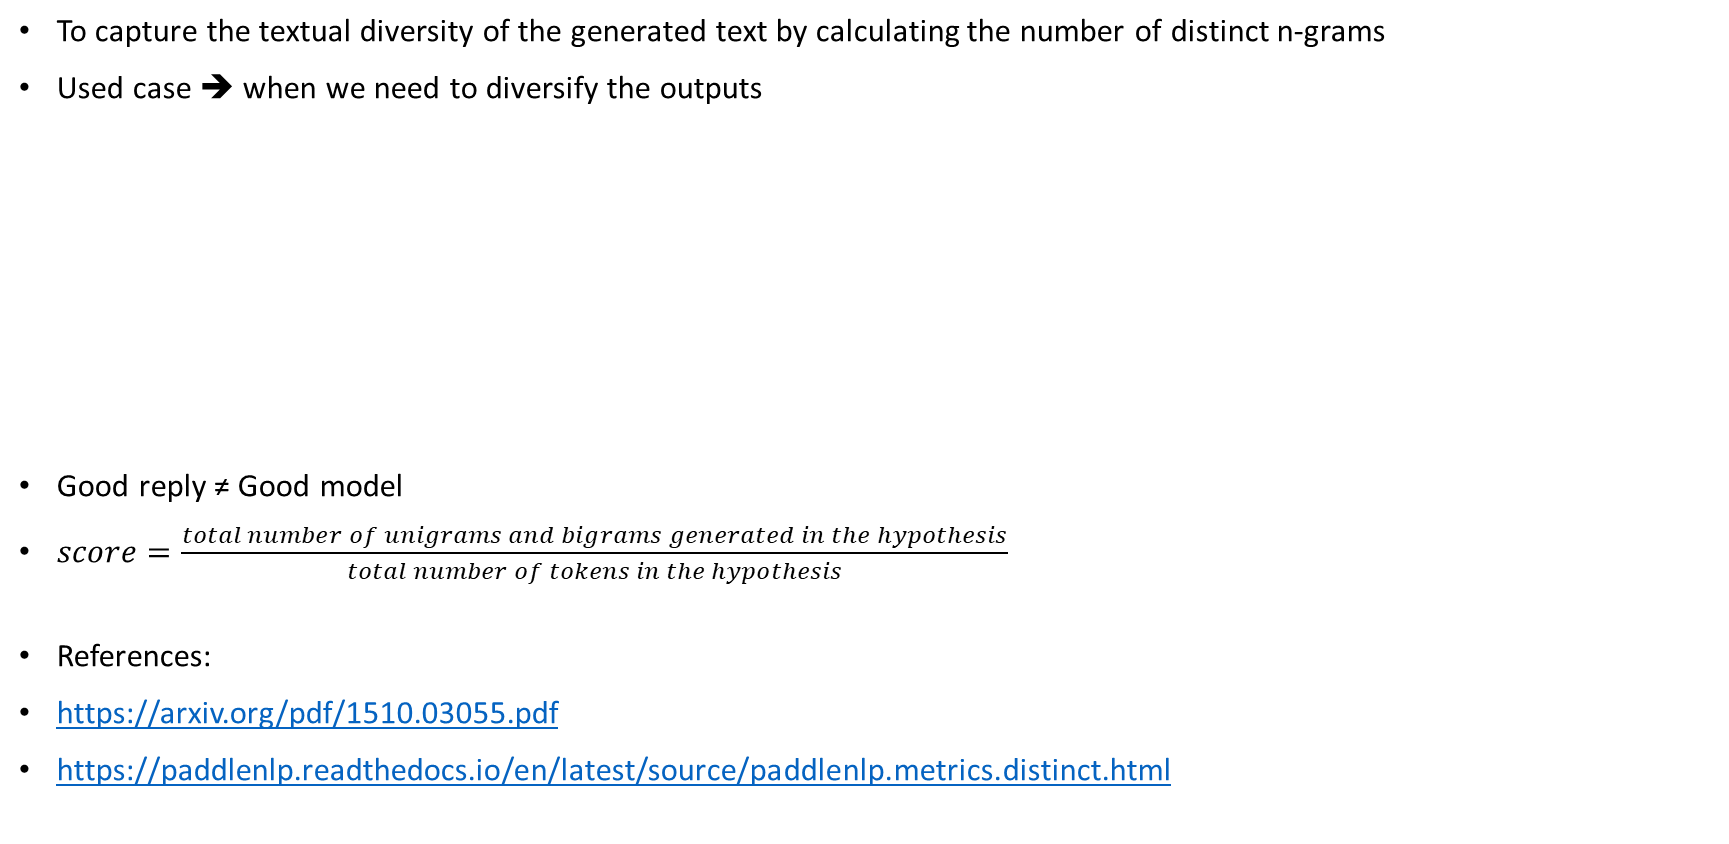 • To capture the textual diversity of the generated text by calculating the number of distinct n-grams
• Used case ➔ when we need to diversify the outputs
• Good reply ≠ Good model
• score = total number of unigrams and bigrams generated in the hypothesis / total number of tokens in the hypothesis
• References:
• https://arxiv.org/pdf/1510.03055.pdf
• https://paddlenlp.readthedocs.io/en/latest/source/paddlenlp.metrics.distinct.html